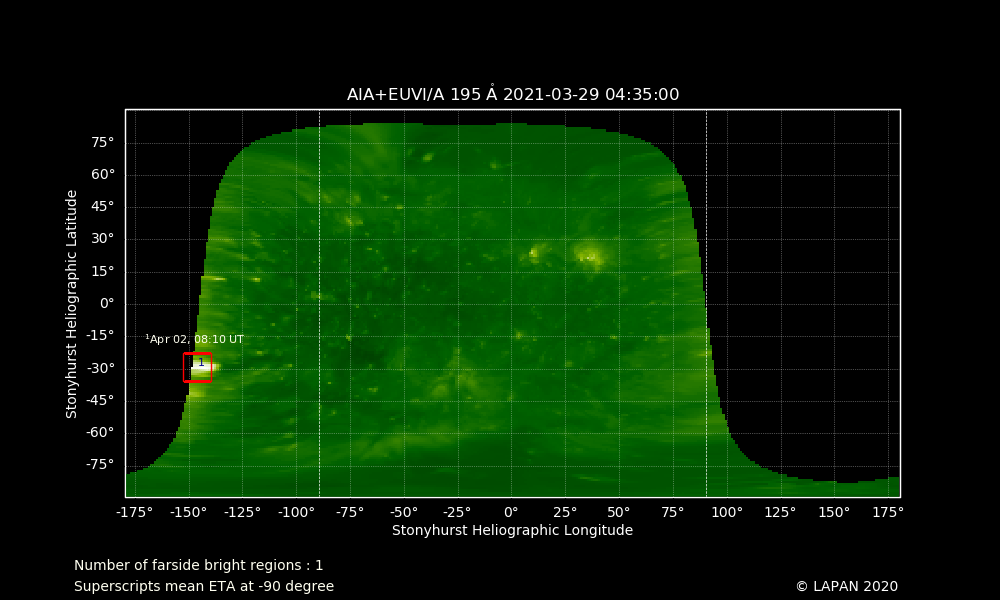 AIA+EUVI/A 195 Å 2021-03-29 04:35:00
Stonyhurst Heliographic Latitude
75°
60°
45°
30°
15°
0°
-15°
-30°
-45°
-60°
-75°
¹Apr 02, 08:10 UT
1
-175° -150° -125° -100° -75° -50° -25° 0° 25° 50° 75° 100° 125° 150° 175°
Stonyhurst Heliographic Longitude
Number of farside bright regions : 1
Superscripts mean ETA at -90 degree
© LAPAN 2020